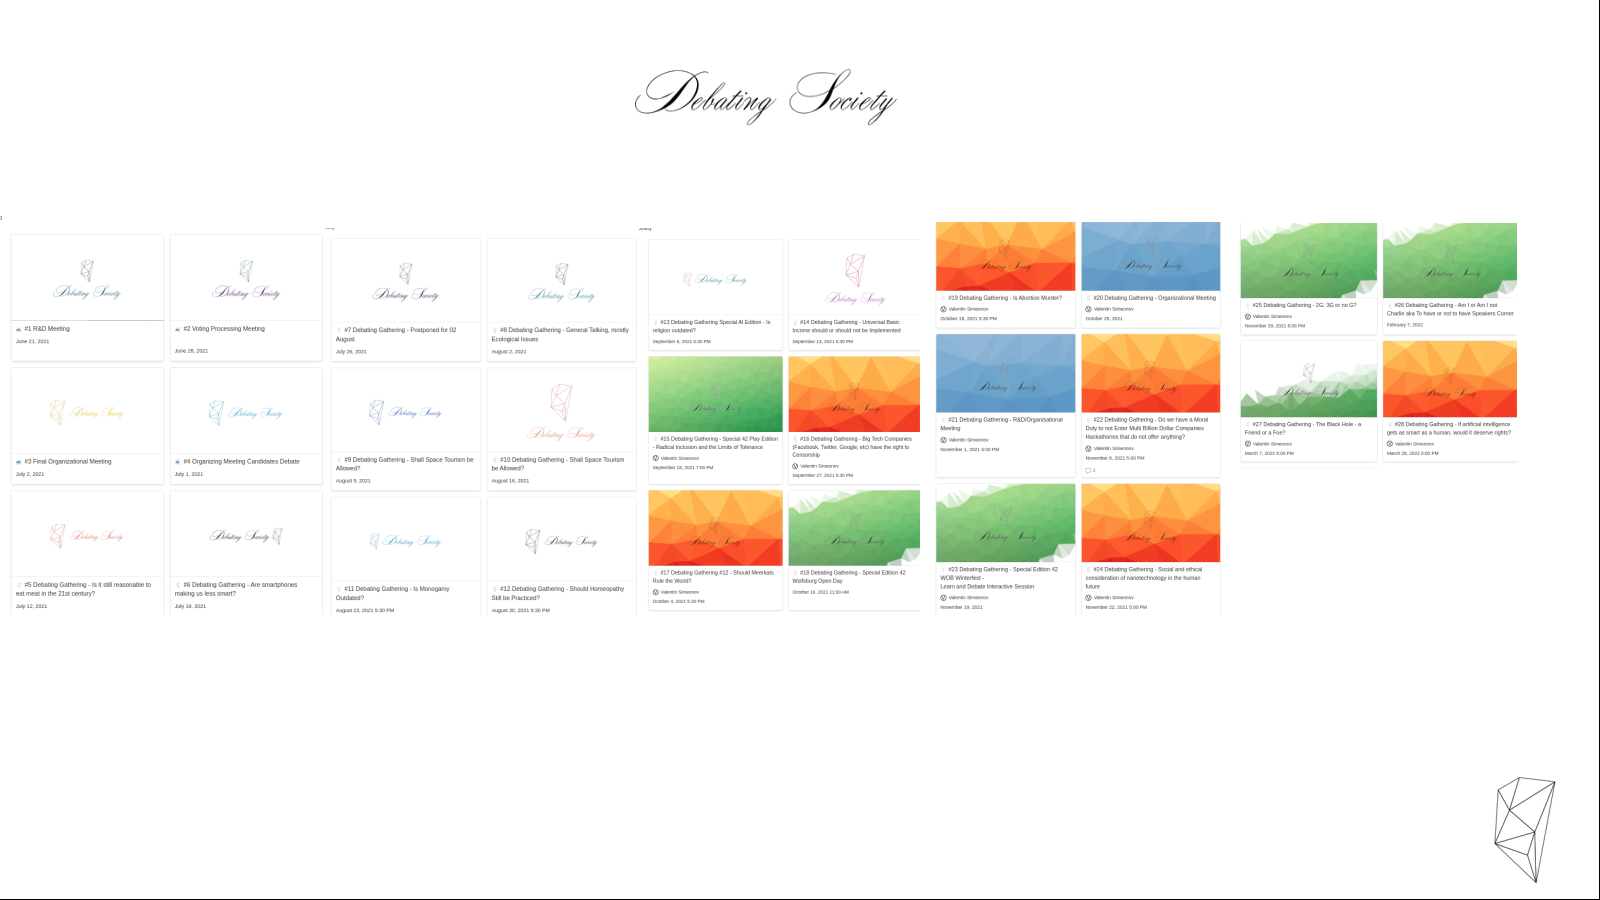 Debating Society
Debating Society
#1 R&D Meeting
June 21, 2021
Debating Society
#2 Voting Processing Meeting
June 28, 2021
Debating Society
#3 Final Organizational Meeting
July 2, 2021
Debating Society
#4 Organizing Meeting Candidates Debate
July 1, 2021
Debating Society
#5 Debating Gathering - Is it still reasonable to
eat meat in the 21st century?
July 12, 2021
Debating Society
#6 Debating Gathering - Are smartphones
making us less smart?
July 19, 2021
Debating Society
#7 Debating Gathering - Postponed for 02
August
July 26, 2021
Debating Society
#8 Debating Gathering - General Talking, mostly
Ecological Issues
August 2, 2021
Debating Society
#9 Debating Gathering - Shall Space Tourism be
Allowed?
August 9, 2021
Debating Society
#10 Debating Gathering - Shall Space Tourism
be Allowed?
August 16, 2021
Debating Society
#11 Debating Gathering - Is Monogamy
Outdated?
August 23, 2021 5:30 PM
Debating Society
#12 Debating Gathering - Should Homeopathy
Still be Practiced?
August 30, 2021 5:30 PM
Debating Society
#13 Debating Gathering Special AI Edition - Is
religion outdated?
September 6, 2021 5:30 PM
Debating Society
#14 Debating Gathering - Universal Basic
Income should or should not be Implemented
September 13, 2021 5:30 PM
Debating Society
#15 Debating Gathering - Special 42 Play Edition
- Radical Inclusion and the Limits of Tolerance
Valentin Simeonov
September 18, 2021 7:00 PM
Debating Society
#16 Debating Gathering - Big Tech Companies
(Facebook, Twitter, Google, etc) have the right to
Censorship
Valentin Simeonov
September 27, 2021 5:30 PM
Debating Society
#17 Debating Gathering #12 - Should Meerkats
Rule the World?
Valentin Simeonov
October 4, 2021 5:30 PM
Debating Society
#18 Debating Gathering - Special Edition 42
Wolfsburg Open Day
October 16, 2021 11:00 AM
Debating Society
#19 Debating Gathering - Is Abortion Murder?
Valentin Simeonov
October 18, 2021 5:30 PM
Debating Society
#20 Debating Gathering - Organizational Meeting
Valentin Simeonov
October 25, 2021
Debating Society
#21 Debating Gathering - R&D/Organisational
Meeting
Valentin Simeonov
November 1, 2021 5:00 PM
Debating Society
#22 Debating Gathering - Do we have a Moral
Duty to not Enter Multi Billion Dollar Companies
Hackathones that do not offer anything?
Valentin Simeonov
November 8, 2021 5:00 PM
2
Debating Society
#23 Debating Gathering - Special Edition 42
WOB Winterfest -
Learn and Debate Interactive Session
Valentin Simeonov
November 19, 2021
Debating Society
#24 Debating Gathering - Social and ethical
consideration of nanotechnology in the human
future
Valentin Simeonov
November 22, 2021 5:00 PM
Debating Society
#25 Debating Gathering - 2G, 3G or no G?
Valentin Simeonov
November 29, 2021 5:00 PM
Debating Society
#26 Debating Gathering - Am I or Am I not
Charlie aka To have or not to have Speakers Corner
February 7, 2022
Debating Society
#27 Debating Gathering - The Black Hole - a
Friend or a Foe?
Valentin Simeonov
March 7, 2022 6:00 PM
Debating Society
#28 Debating Gathering - If artificial intelligence
gets as smart as a human, would it deserve rights?
Valentin Simeonov
March 28, 2022 6:00 PM